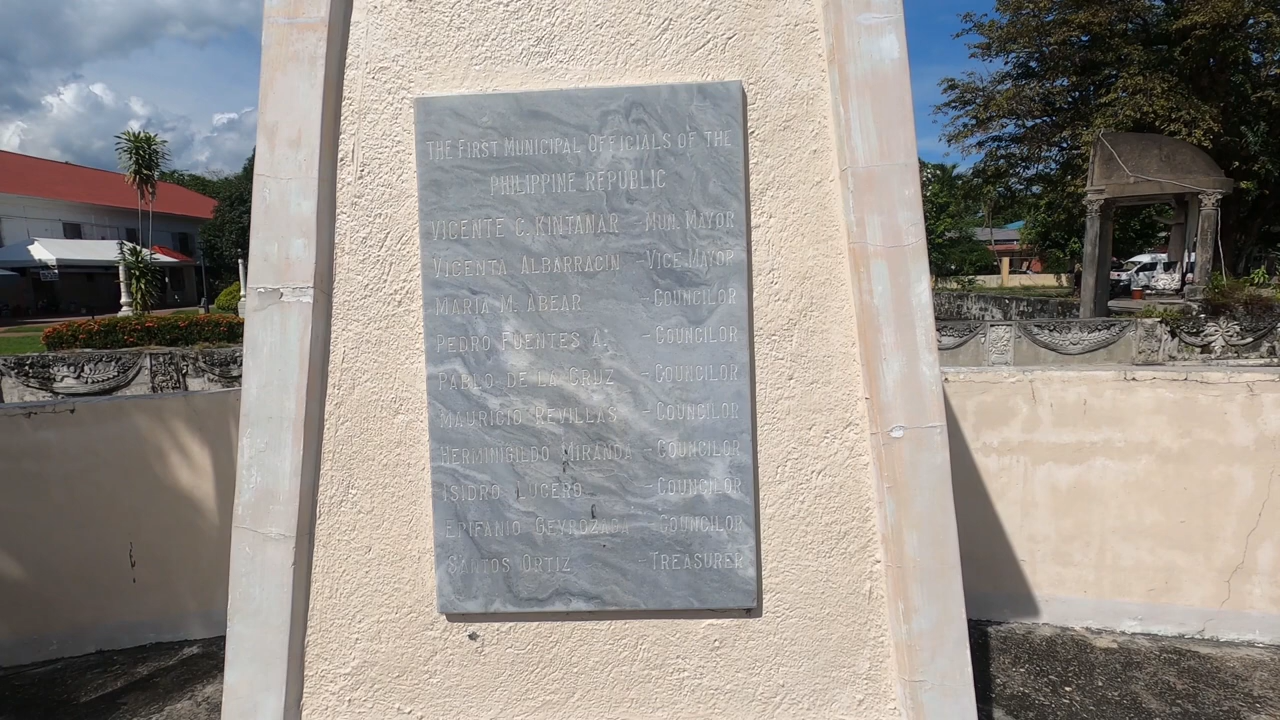 THE FIRST MUNICIPAL OFFICIALS OF THE
PHILIPPINE REPUBLIC
VICENTE C. KINTANAR - MUN. MAYOR
VICENTA ALBARRACIN - VICE MAYOR
MARIA M. ABEAR - COUNCILOR
PEDRO FUENTES A. - COUNCILOR
PABLO DE LA CRUZ - COUNCILOR
MAURICIO REVILLAS - COUNCILOR
HERMINIGILDO MIRANDA - COUNCILOR
ISIDRO LUCERO - COUNCILOR
EPIFANIO GEYROZAGA - COUNCILOR
SANTOS ORTIZ - TREASURER